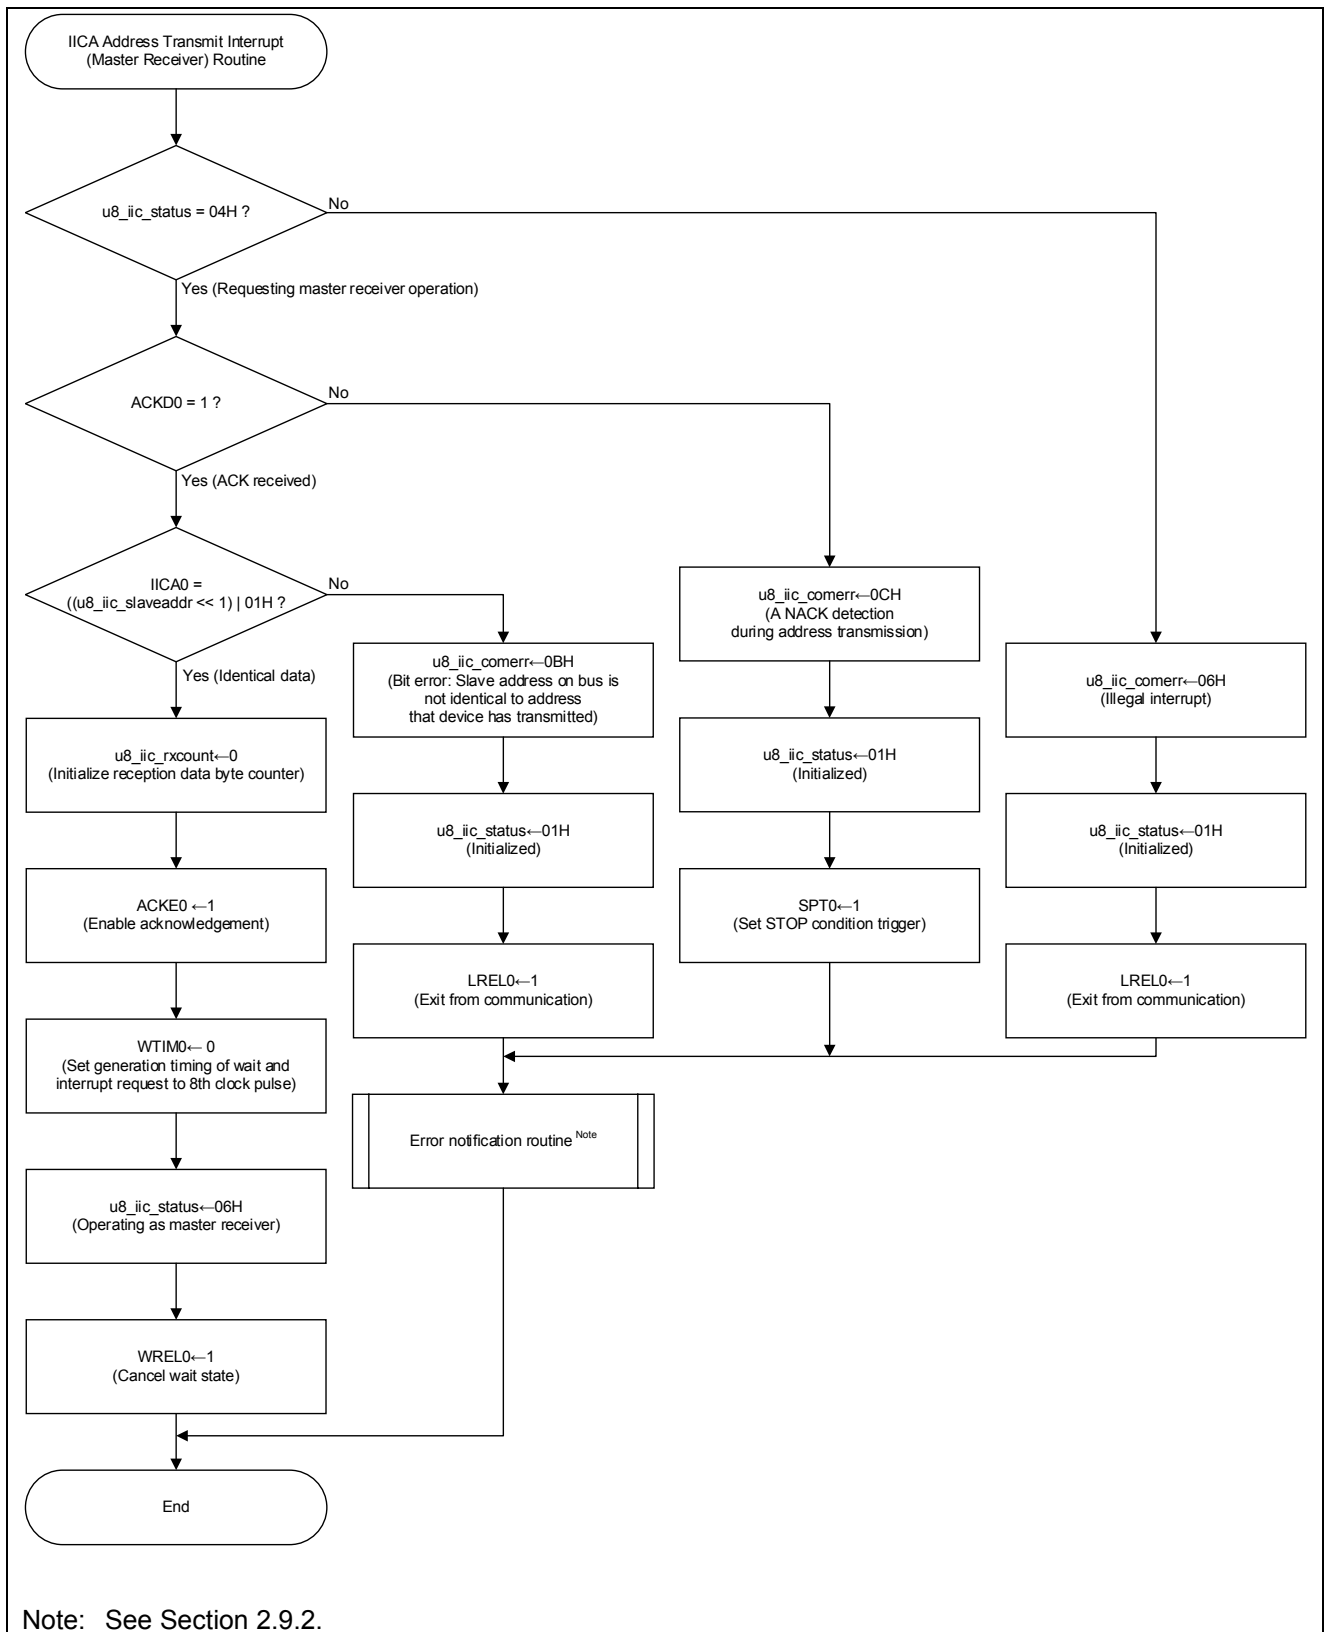 IICA Address Transmit Interrupt
(Master Receiver) Routine
u8_iic_status = 04H ?
No
Yes (Requesting master receiver operation)
ACKD0 = 1 ?
No
Yes (ACK received)
IICA0 =
((u8_iic_slaveaddr << 1) | 01H ?
No
Yes (Identical data)
u8_iic_rxcount←0
(Initialize reception data byte counter)
ACKE0 ←1
(Enable acknowledgement)
WTIM0← 0
(Set generation timing of wait and
interrupt request to 8th clock pulse)
u8_iic_status←06H
(Operating as master receiver)
WREL0←1
(Cancel wait state)
End
u8_iic_comerr←0BH
(Bit error: Slave address on bus is
not identical to address
that device has transmitted)
u8_iic_status←01H
(Initialized)
LREL0←1
(Exit from communication)
Error notification routine Note
u8_iic_comerr←0CH
(A NACK detection
during address transmission)
u8_iic_status←01H
(Initialized)
SPT0←1
(Set STOP condition trigger)
u8_iic_comerr←06H
(Illegal interrupt)
u8_iic_status←01H
(Initialized)
LREL0←1
(Exit from communication)
Note: See Section 2.9.2.